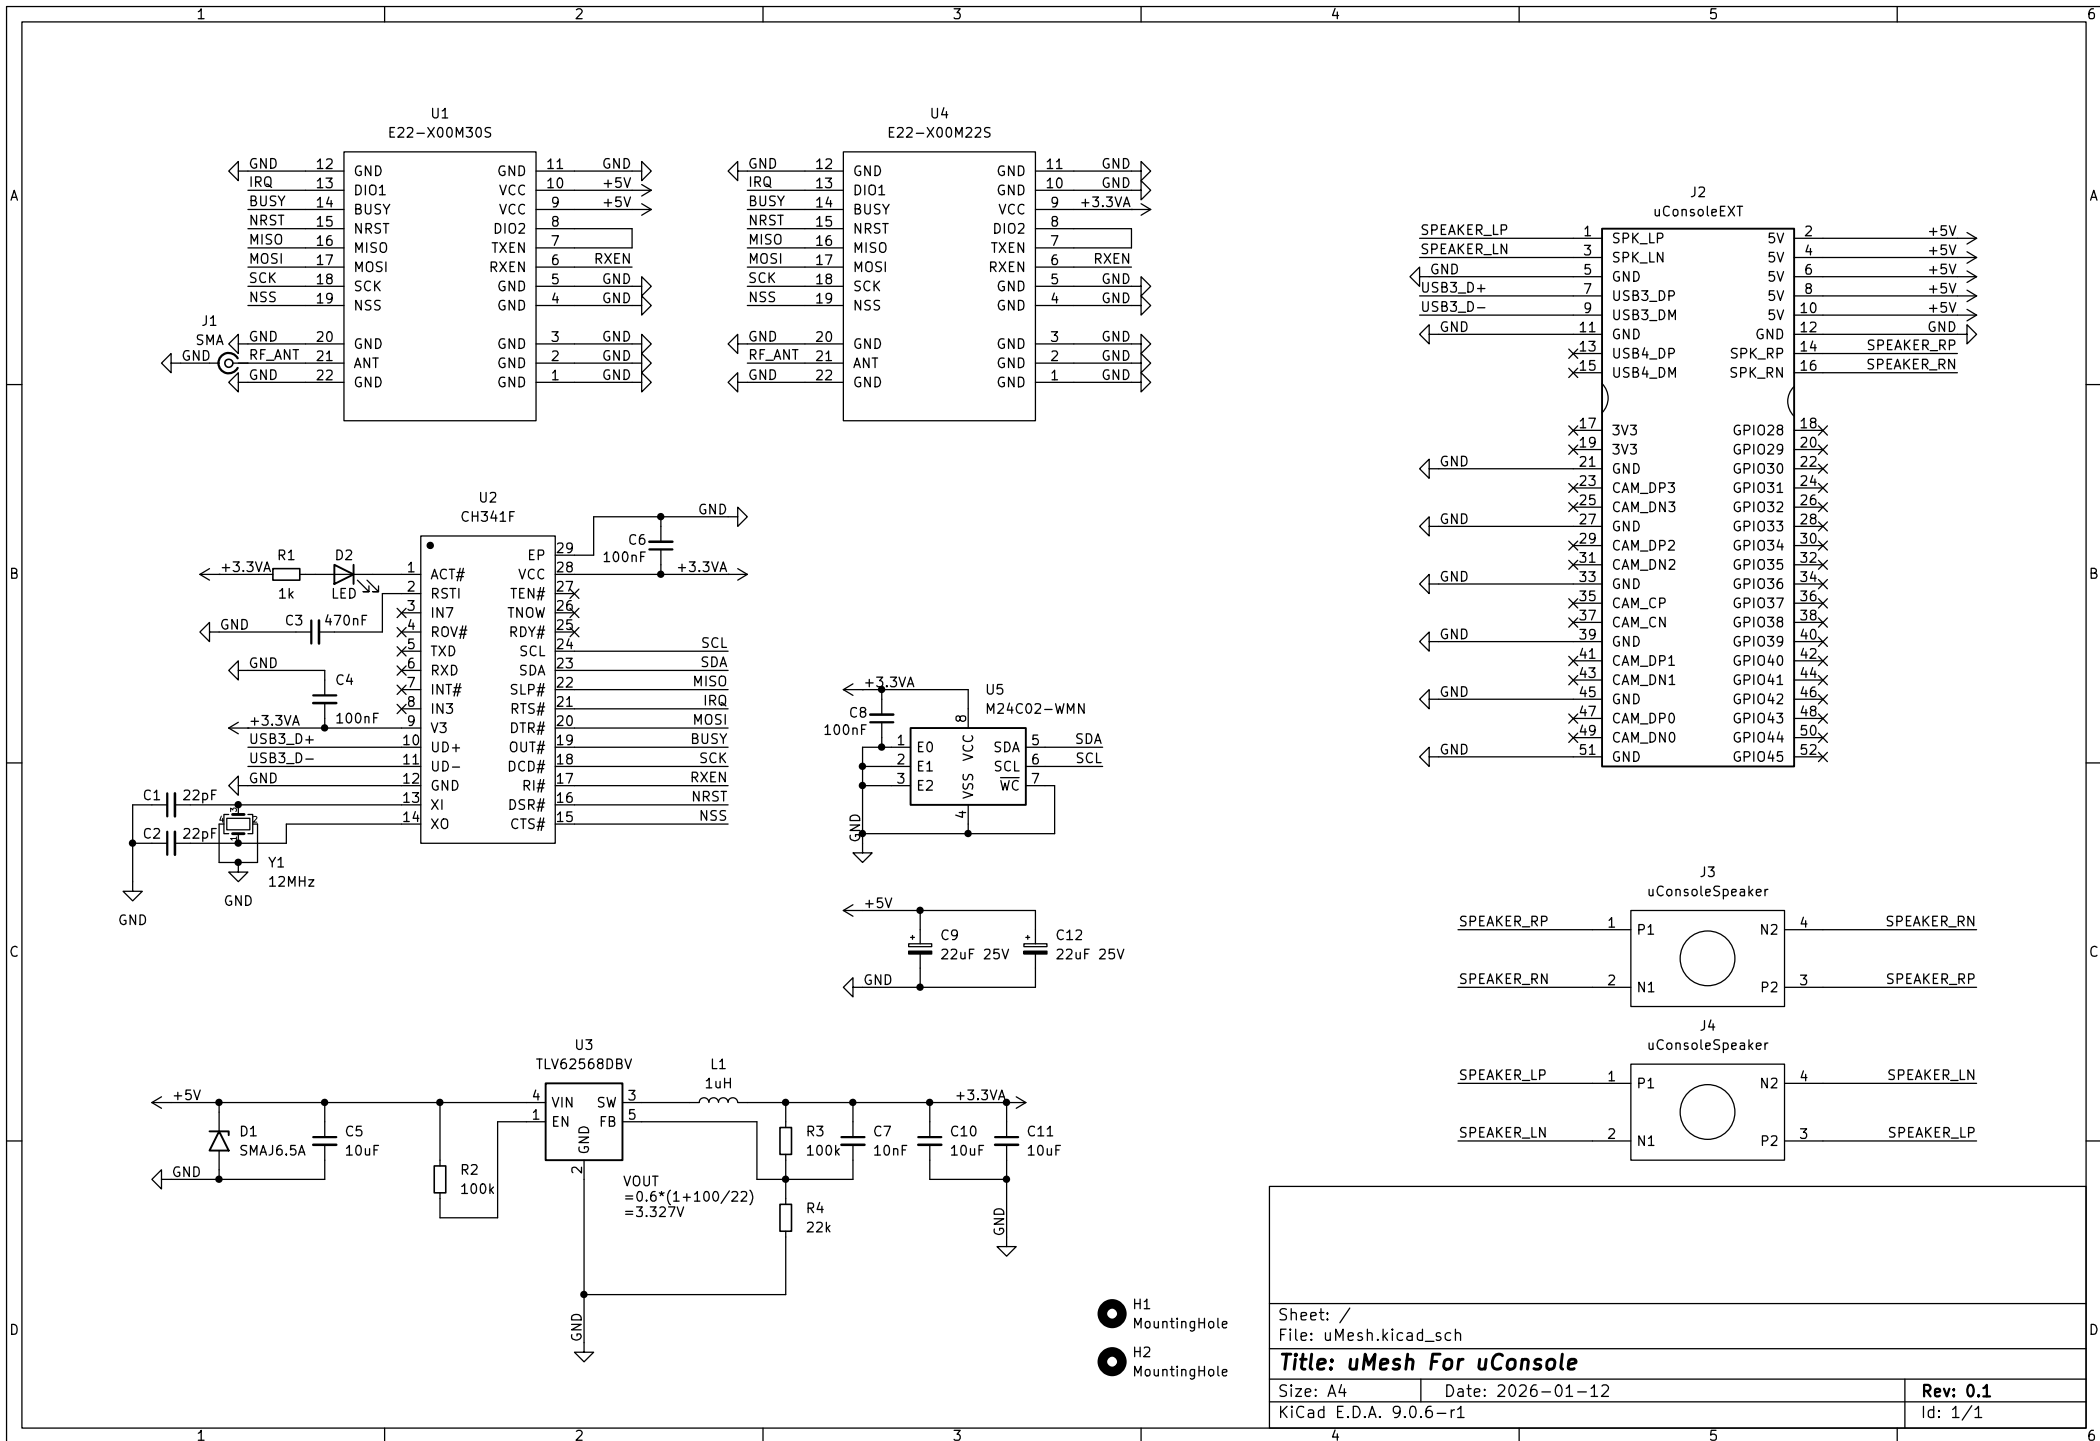 1 2 3 4 5 6
A A
B B
C C
D D
U1
E22-X00M30S
GND 12 GND GND 11 GND
IRQ 13 DIO1 VCC 10 +5V
BUSY 14 BUSY VCC 9 +5V
NRST 15 NRST DIO2 8
MISO 16 MISO TXEN 7
MOSI 17 MOSI RXEN 6 RXEN
SCK 18 SCK GND 5 GND
NSS 19 NSS GND 4 GND
J1
SMA
GND
GND 20 GND GND 3 GND
RF_ANT 21 ANT GND 2 GND
GND 22 GND GND 1 GND
U4
E22-X00M22S
GND 12 GND GND 11 GND
IRQ 13 DIO1 GND 10 GND
BUSY 14 BUSY VCC 9 +3.3VA
NRST 15 NRST DIO2 8
MISO 16 MISO TXEN 7
MOSI 17 MOSI RXEN 6 RXEN
SCK 18 SCK GND 5 GND
NSS 19 NSS GND 4 GND
GND 20 GND GND 3 GND
RF_ANT 21 ANT GND 2 GND
GND 22 GND GND 1 GND
J2
uConsoleEXT
SPEAKER_LP 1 SPK_LP 5V 2 +5V
SPEAKER_LN 3 SPK_LN 5V 4 +5V
GND 5 GND 5V 6 +5V
USB3_D+ 7 USB3_DP 5V 8 +5V
USB3_D- 9 USB3_DM 5V 10 +5V
GND 11 GND GND 12 GND
13 USB4_DP SPK_RP 14 SPEAKER_RP
15 USB4_DM SPK_RN 16 SPEAKER_RN
17 3V3 GPIO28 18
19 3V3 GPIO29 20
GND 21 GND GPIO30 22
23 CAM_DP3 GPIO31 24
25 CAM_DN3 GPIO32 26
GND 27 GND GPIO33 28
29 CAM_DP2 GPIO34 30
31 CAM_DN2 GPIO35 32
GND 33 GND GPIO36 34
35 CAM_CP GPIO37 36
37 CAM_CN GPIO38 38
GND 39 GND GPIO39 40
41 CAM_DP1 GPIO40 42
43 CAM_DN1 GPIO41 44
GND 45 GND GPIO42 46
47 CAM_DP0 GPIO43 48
49 CAM_DN0 GPIO44 50
GND 51 GND GPIO45 52
U2
CH341F
GND
C6
100nF
EP 29
+3.3VA R1 1k D2 LED 1 ACT# VCC 28 +3.3VA
2 RSTI TEN# 27
3 IN7 TNOW 26
GND C3 470nF 4 ROV# RDY# 25
5 TXD SCL 24 SCL
GND 6 RXD SDA 23 SDA
7 INT# SLP# 22 MISO
C4
100nF
8 IN3 RTS# 21 IRQ
+3.3VA 9 V3 DTR# 20 MOSI
USB3_D+ 10 UD+ OUT# 19 BUSY
USB3_D- 11 UD- DCD# 18 SCK
GND 12 GND RI# 17 RXEN
C1 22pF 13 XI DSR# 16 NRST
C2 22pF 14 XO CTS# 15 NSS
3
4 2
1
Y1
12MHz
GND
GND
+3.3VA
C8
100nF
U5
M24C02-WMN
8 VCC
1 E0 SDA 5 SDA
2 E1 SCL 6 SCL
3 E2 WC 7
VSS 4
GND
+5V
+ C9
22uF 25V
+ C12
22uF 25V
GND
J3
uConsoleSpeaker
SPEAKER_RP 1 P1 N2 4 SPEAKER_RN
SPEAKER_RN 2 N1 P2 3 SPEAKER_RP
J4
uConsoleSpeaker
SPEAKER_LP 1 P1 N2 4 SPEAKER_LN
SPEAKER_LN 2 N1 P2 3 SPEAKER_LP
U3
TLV62568DBV
L1
1uH
+5V 4 VIN SW 3 +3.3VA
1 EN FB 5
GND 2
D1
SMAJ6.5A
C5
10uF
GND
R2
100k
R3
100k
C7
10nF
C10
10uF
C11
10uF
VOUT
=0.6*(1+100/22)
=3.327V
R4
22k
GND
GND
H1
MountingHole
H2
MountingHole
Sheet: /
File: uMesh.kicad_sch
Title: uMesh For uConsole
Size: A4 Date: 2026-01-12 Rev: 0.1
KiCad E.D.A. 9.0.6-r1 Id: 1/1
1 2 3 4 5 6